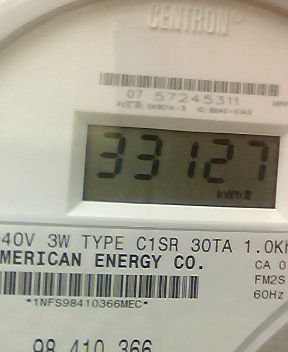 CENTRON®
07 57245311
33127
kWh
40V 3W TYPE C1SR 30TA 1.0K
MERICAN ENERGY CO.
CA 0
FM2S
60Hz
*1NFS98410366MEC*
98 410 366